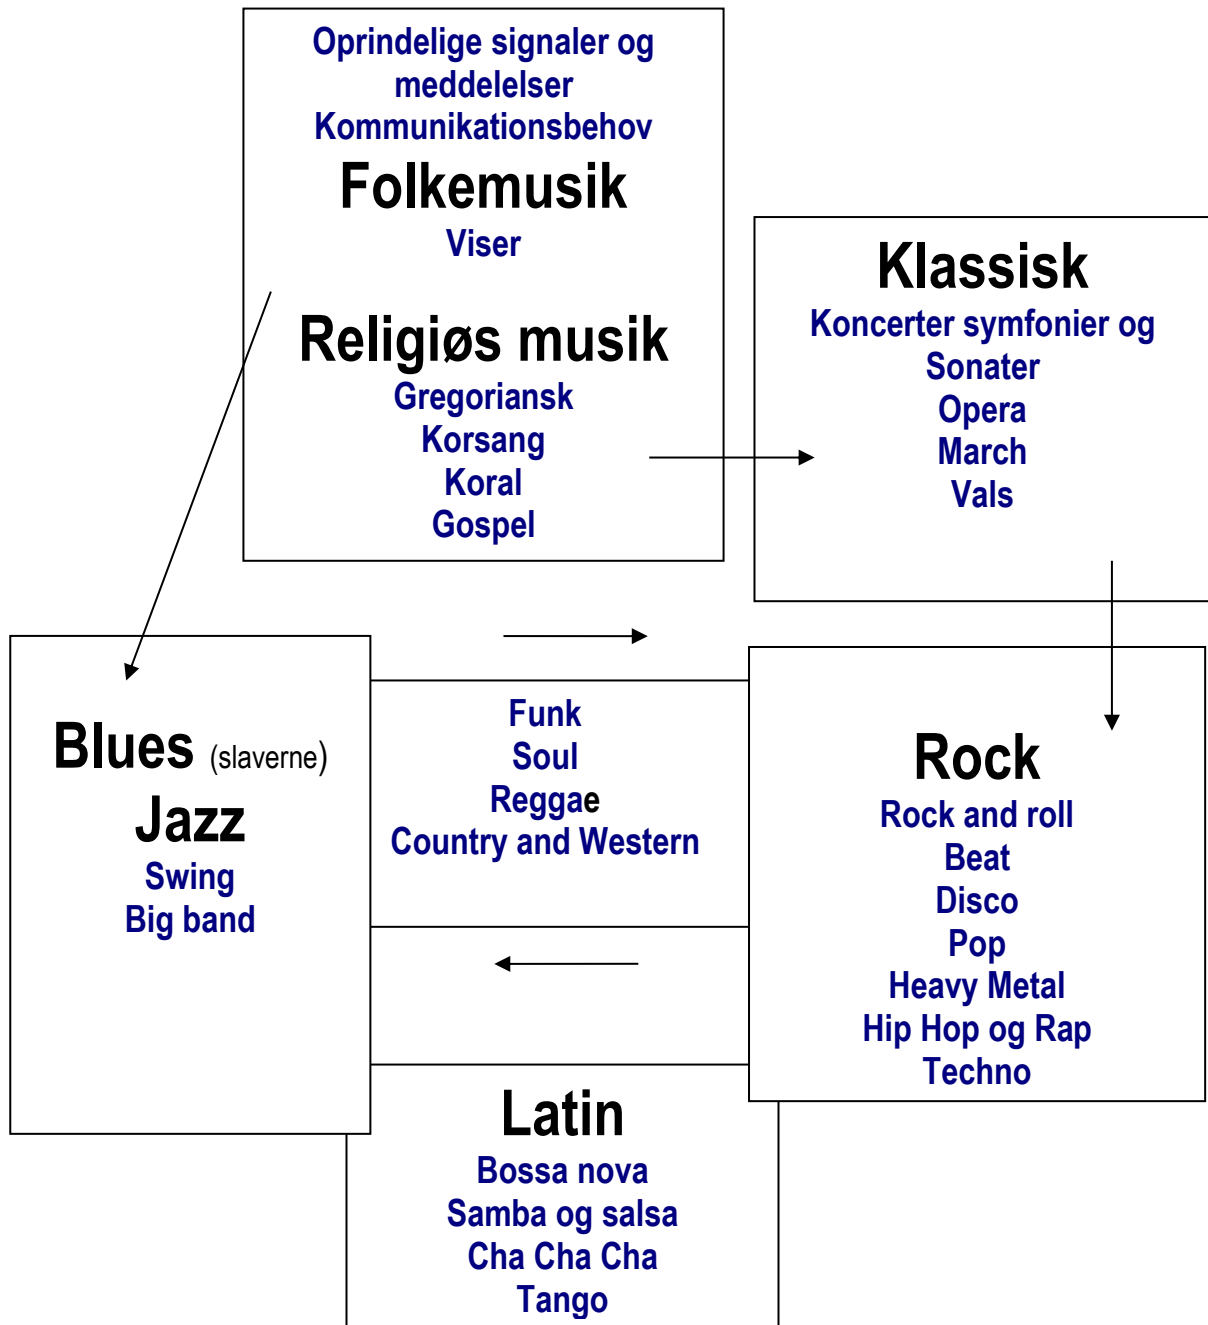 Oprindelige signaler og
meddelelser
Kommunikationsbehov
Folkemusik
Viser
Religiøs musik
Gregoriansk
Korsang
Koral
Gospel
Klassisk
Koncerter symfonier og
Sonater
Opera
March
Vals
Blues (slaverne)
Jazz
Swing
Big band
Funk
Soul
Reggae
Country and Western
Rock
Rock and roll
Beat
Disco
Pop
Heavy Metal
Hip Hop og Rap
Techno
Latin
Bossa nova
Samba og salsa
Cha Cha Cha
Tango